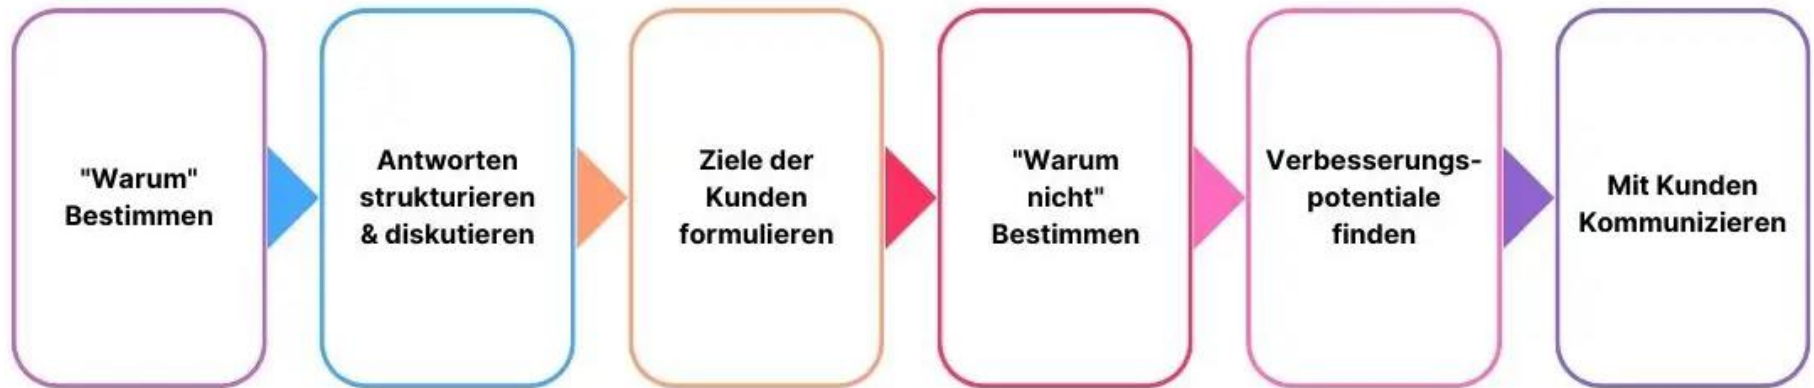 "Warum"
Bestimmen
Antworten
strukturieren
& diskutieren
Ziele der
Kunden
formulieren
"Warum
nicht"
Bestimmen
Verbesserungs-
potentiale
finden
Mit Kunden
Kommunizieren